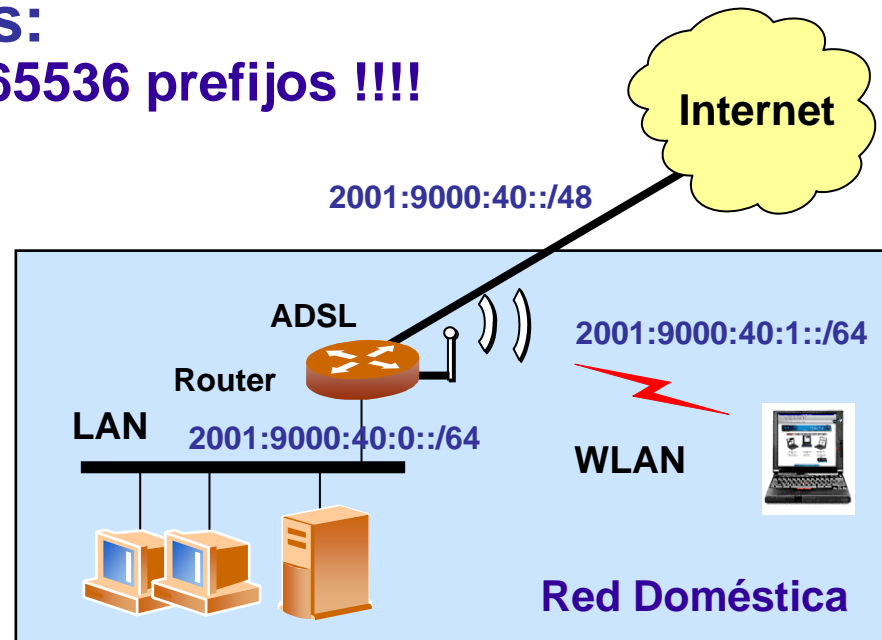 s:
65536 prefijos !!!!
Internet
2001:9000:40::/48
ADSL
2001:9000:40:1::/64
Router
LAN
2001:9000:40:0::/64
WLAN
Red Doméstica